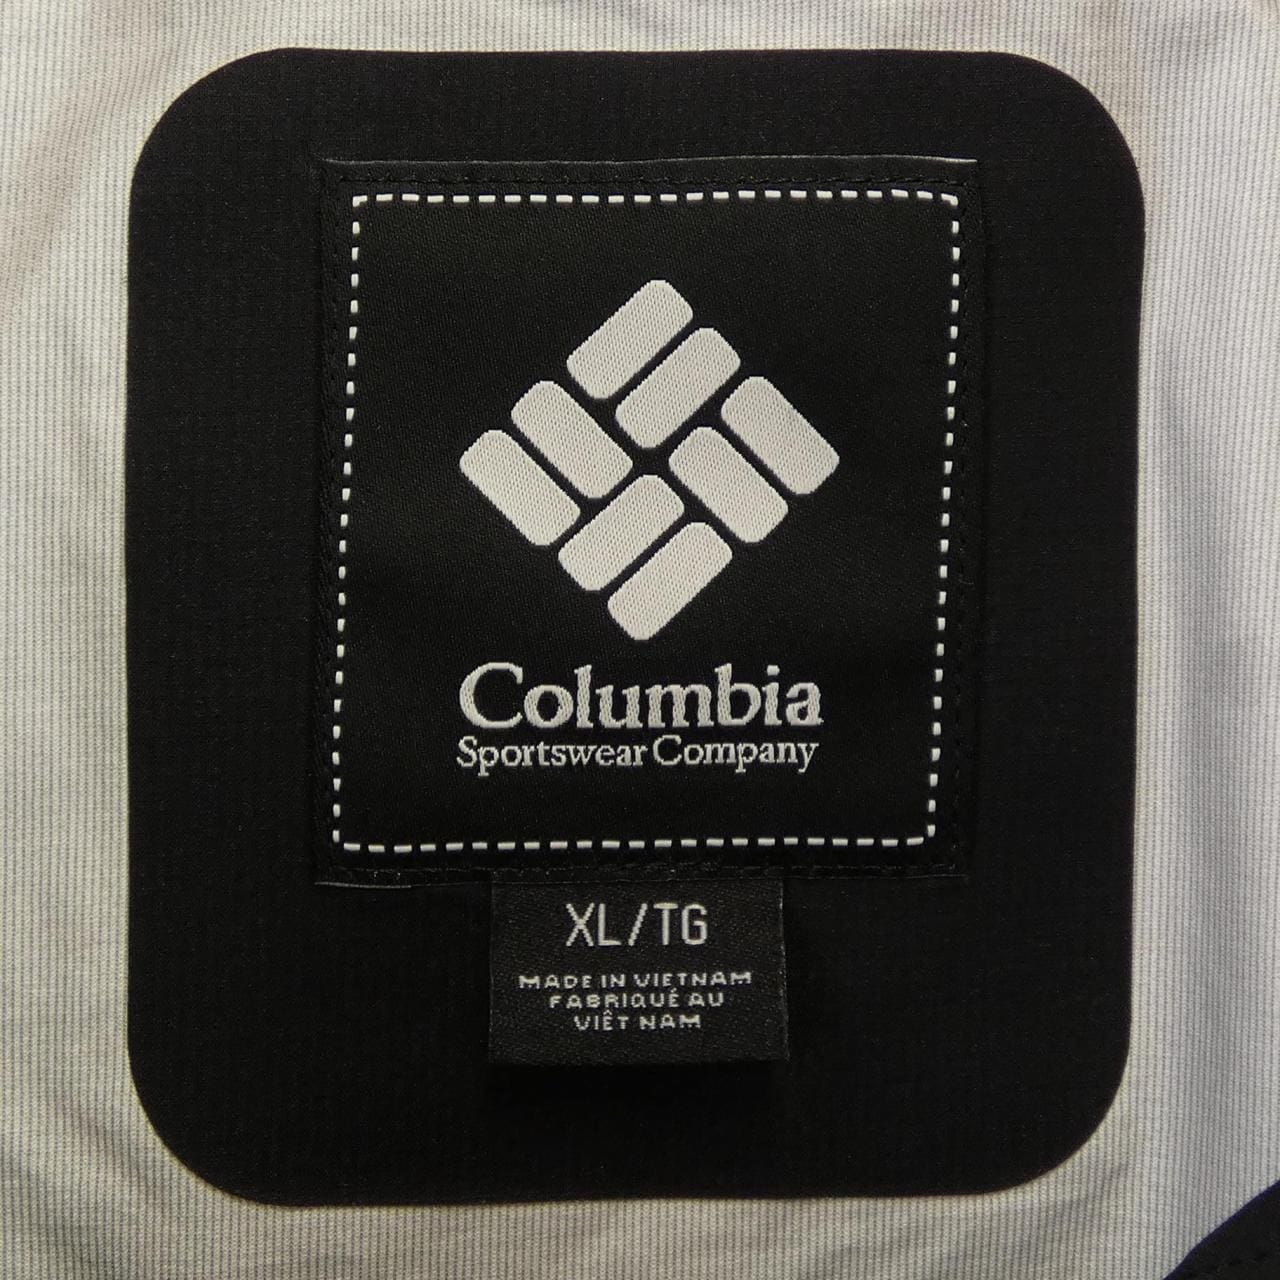 Columbia
Sportswear Company
XL/TG
MADE IN VIETNAM
FABRIQUÉ AU
VIÊT NAM